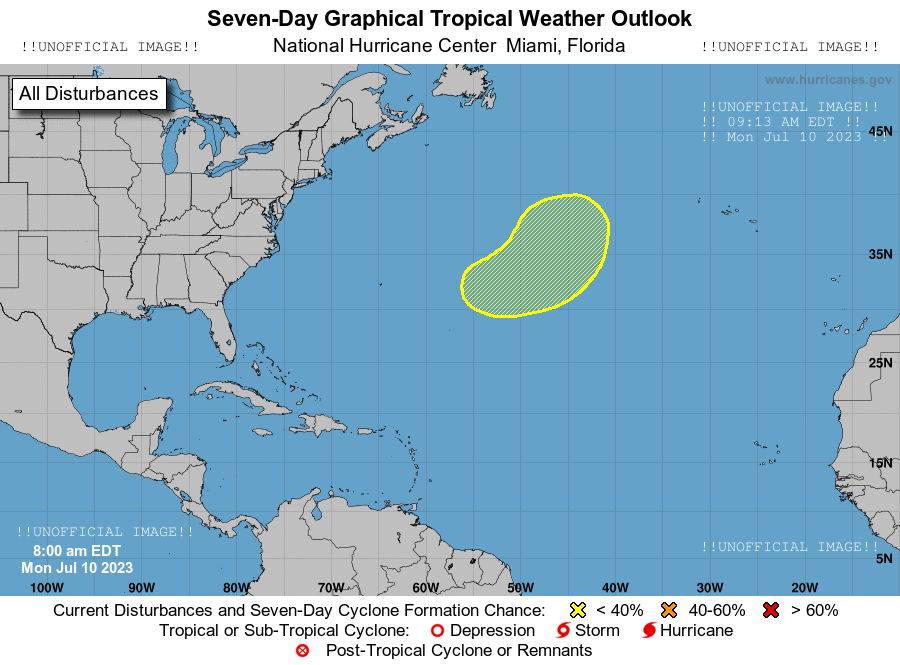 Seven-Day Graphical Tropical Weather Outlook
!!UNOFFICIAL IMAGE!! National Hurricane Center Miami, Florida !!UNOFFICIAL IMAGE!!
www.hurricanes.gov
All Disturbances
!!UNOFFICIAL IMAGE!!
!! 09:13 AM EDT !!
!! Mon Jul 10 2023 !!
45N
35N
25N
15N
!!UNOFFICIAL IMAGE!!
8:00 am EDT
Mon Jul 10 2023
!!UNOFFICIAL IMAGE!!
5N
100W 90W 80W 70W 60W 50W 40W 30W 20W
Current Disturbances and Seven-Day Cyclone Formation Chance: < 40% 40-60% > 60%
Tropical or Sub-Tropical Cyclone: Depression Storm Hurricane
Post-Tropical Cyclone or Remnants